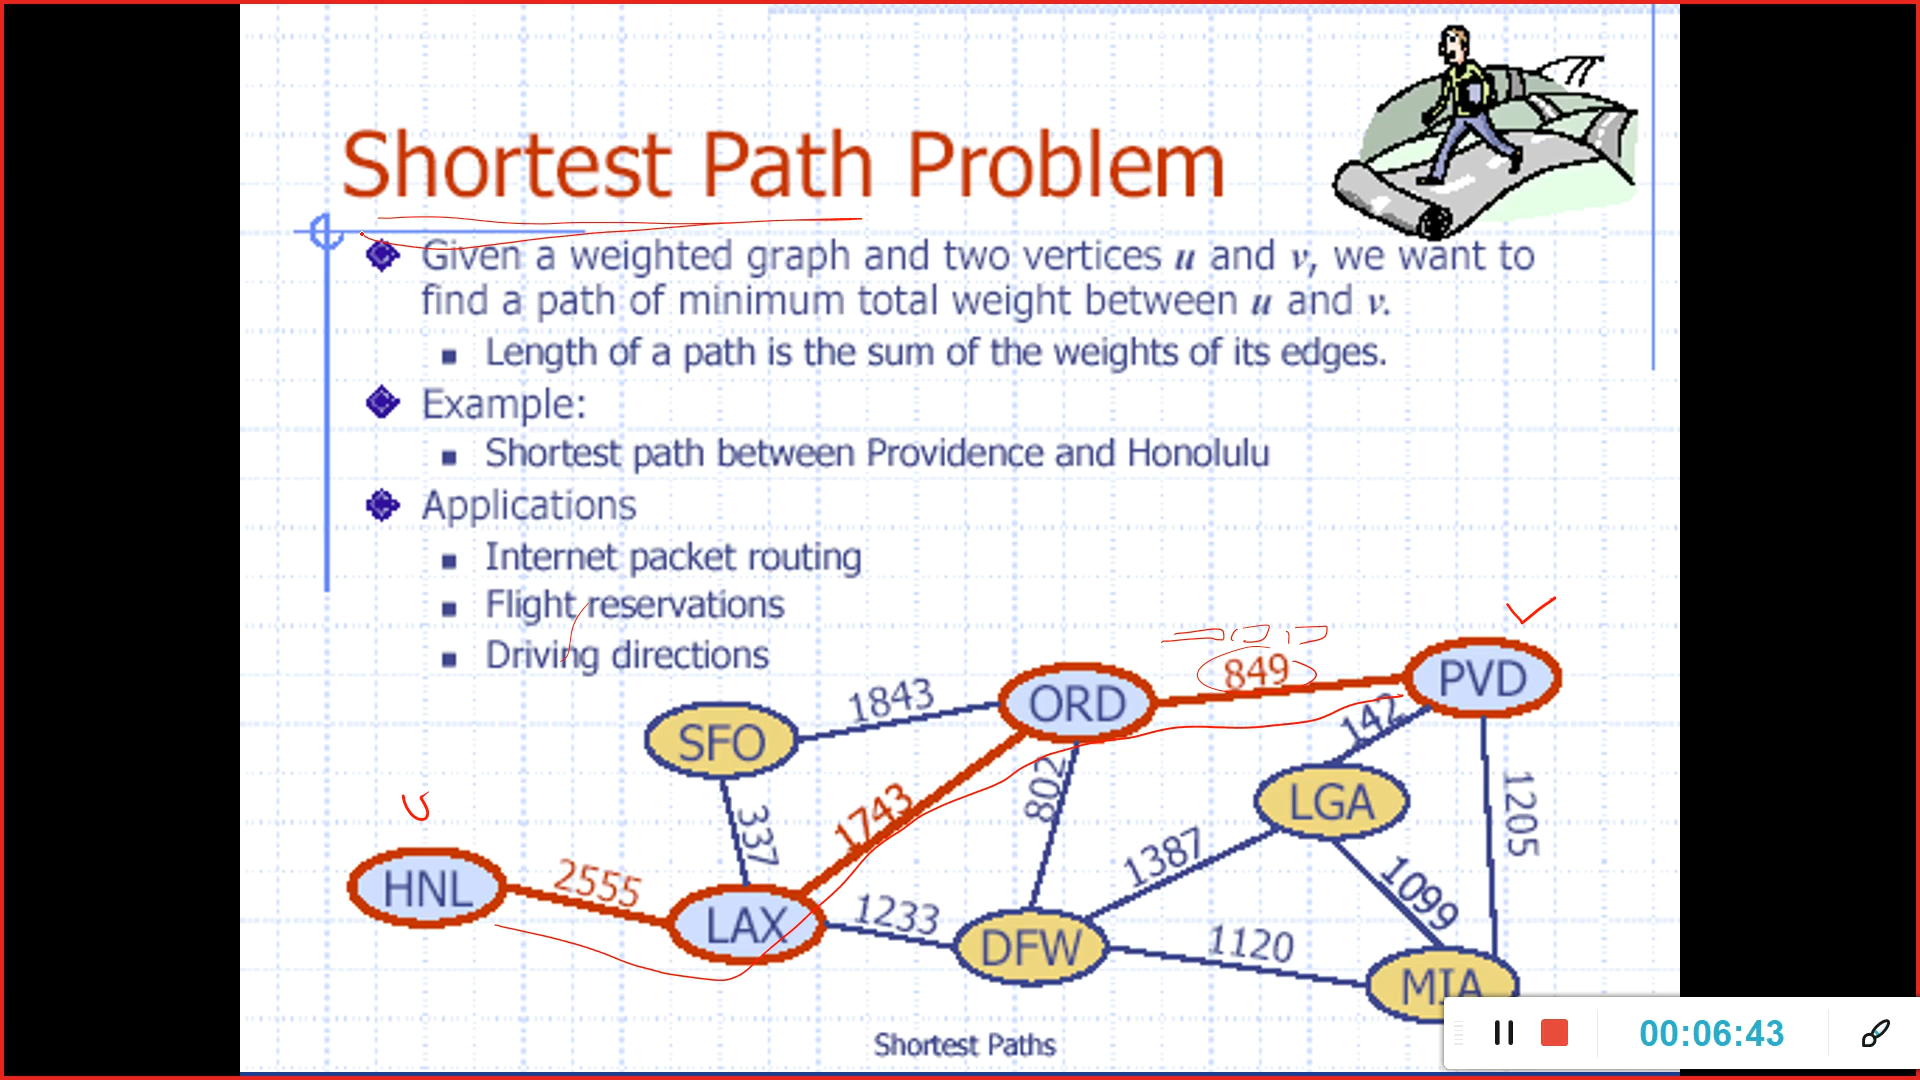 Shortest Path Problem
Given a weighted graph and two vertices u and v, we want to
find a path of minimum total weight between u and v.
Length of a path is the sum of the weights of its edges.
Example:
Shortest path between Providence and Honolulu
Applications
Internet packet routing
Flight reservations
Driving directions
849
PVD
1843
ORD
142
SFO
802
LGA
1205
337
1743
1387
1099
HNL
2555
LAX
1233
DFW
1120
MIA
Shortest Paths
00:06:43